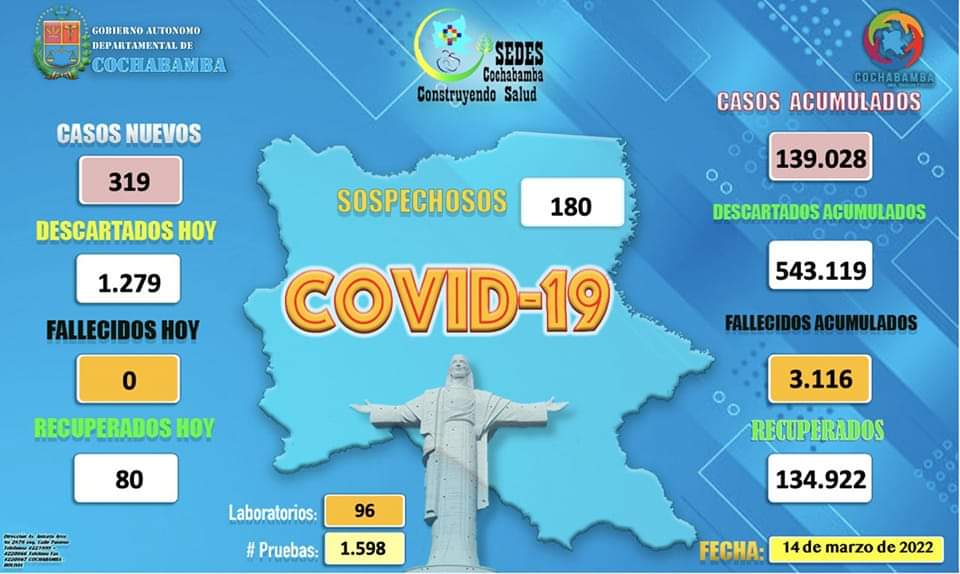 GOBIERNO AUTONOMO
DEPARTAMENTAL DE
COCHABAMBA
SEDES
Cochabamba
Construyendo Salud
COCHABAMBA
CASOS NUEVOS
319
DESCARTADOS HOY
1.279
FALLECIDOS HOY
0
RECUPERADOS HOY
80
SOSPECHOSOS
180
COVID-19
CASOS ACUMULADOS
139.028
DESCARTADOS ACUMULADOS
543.119
FALLECIDOS ACUMULADOS
3.116
RECUPERADOS
134.922
Laboratorios:
96
# Pruebas:
1.598
FECHA:
14 de marzo de 2022
COCHABAMBA